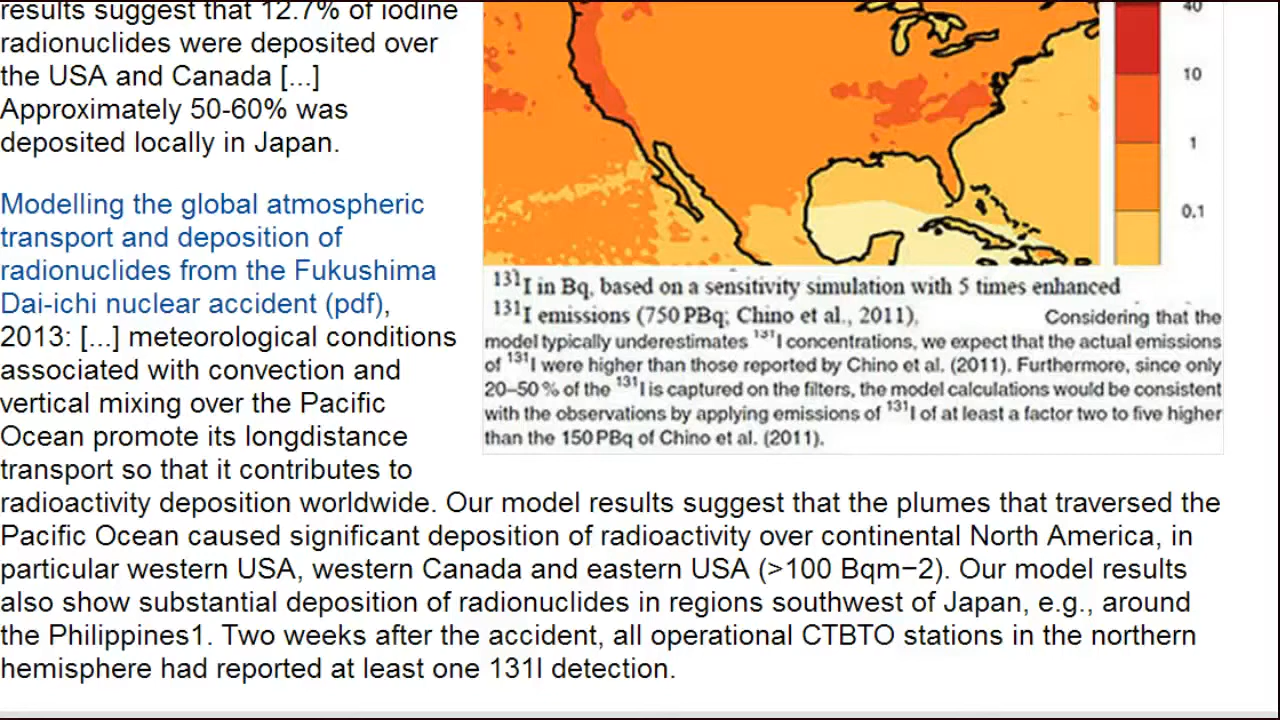 results suggest that 12.7% of iodine
radionuclides were deposited over
the USA and Canada [...]
Approximately 50-60% was
deposited locally in Japan.
Modelling the global atmospheric
transport and deposition of
radionuclides from the Fukushima
Dai-ichi nuclear accident (pdf),
2013: [...] meteorological conditions
associated with convection and
vertical mixing over the Pacific
Ocean promote its longdistance
transport so that it contributes to
40
10
1
0.1
131I in Bq, based on a sensitivity simulation with 5 times enhanced
131I emissions (750 PBq; Chino et al., 2011). Considering that the
model typically underestimates 131I concentrations, we expect that the actual emissions
of 131I were higher than those reported by Chino et al. (2011). Furthermore, since only
20–50 % of the 131I is captured on the filters, the model calculations would be consistent
with the observations by applying emissions of 131I of at least a factor two to five higher
than the 150 PBq of Chino et al. (2011).
radioactivity deposition worldwide. Our model results suggest that the plumes that traversed the
Pacific Ocean caused significant deposition of radioactivity over continental North America, in
particular western USA, western Canada and eastern USA (>100 Bqm−2). Our model results
also show substantial deposition of radionuclides in regions southwest of Japan, e.g., around
the Philippines1. Two weeks after the accident, all operational CTBTO stations in the northern
hemisphere had reported at least one 131I detection.